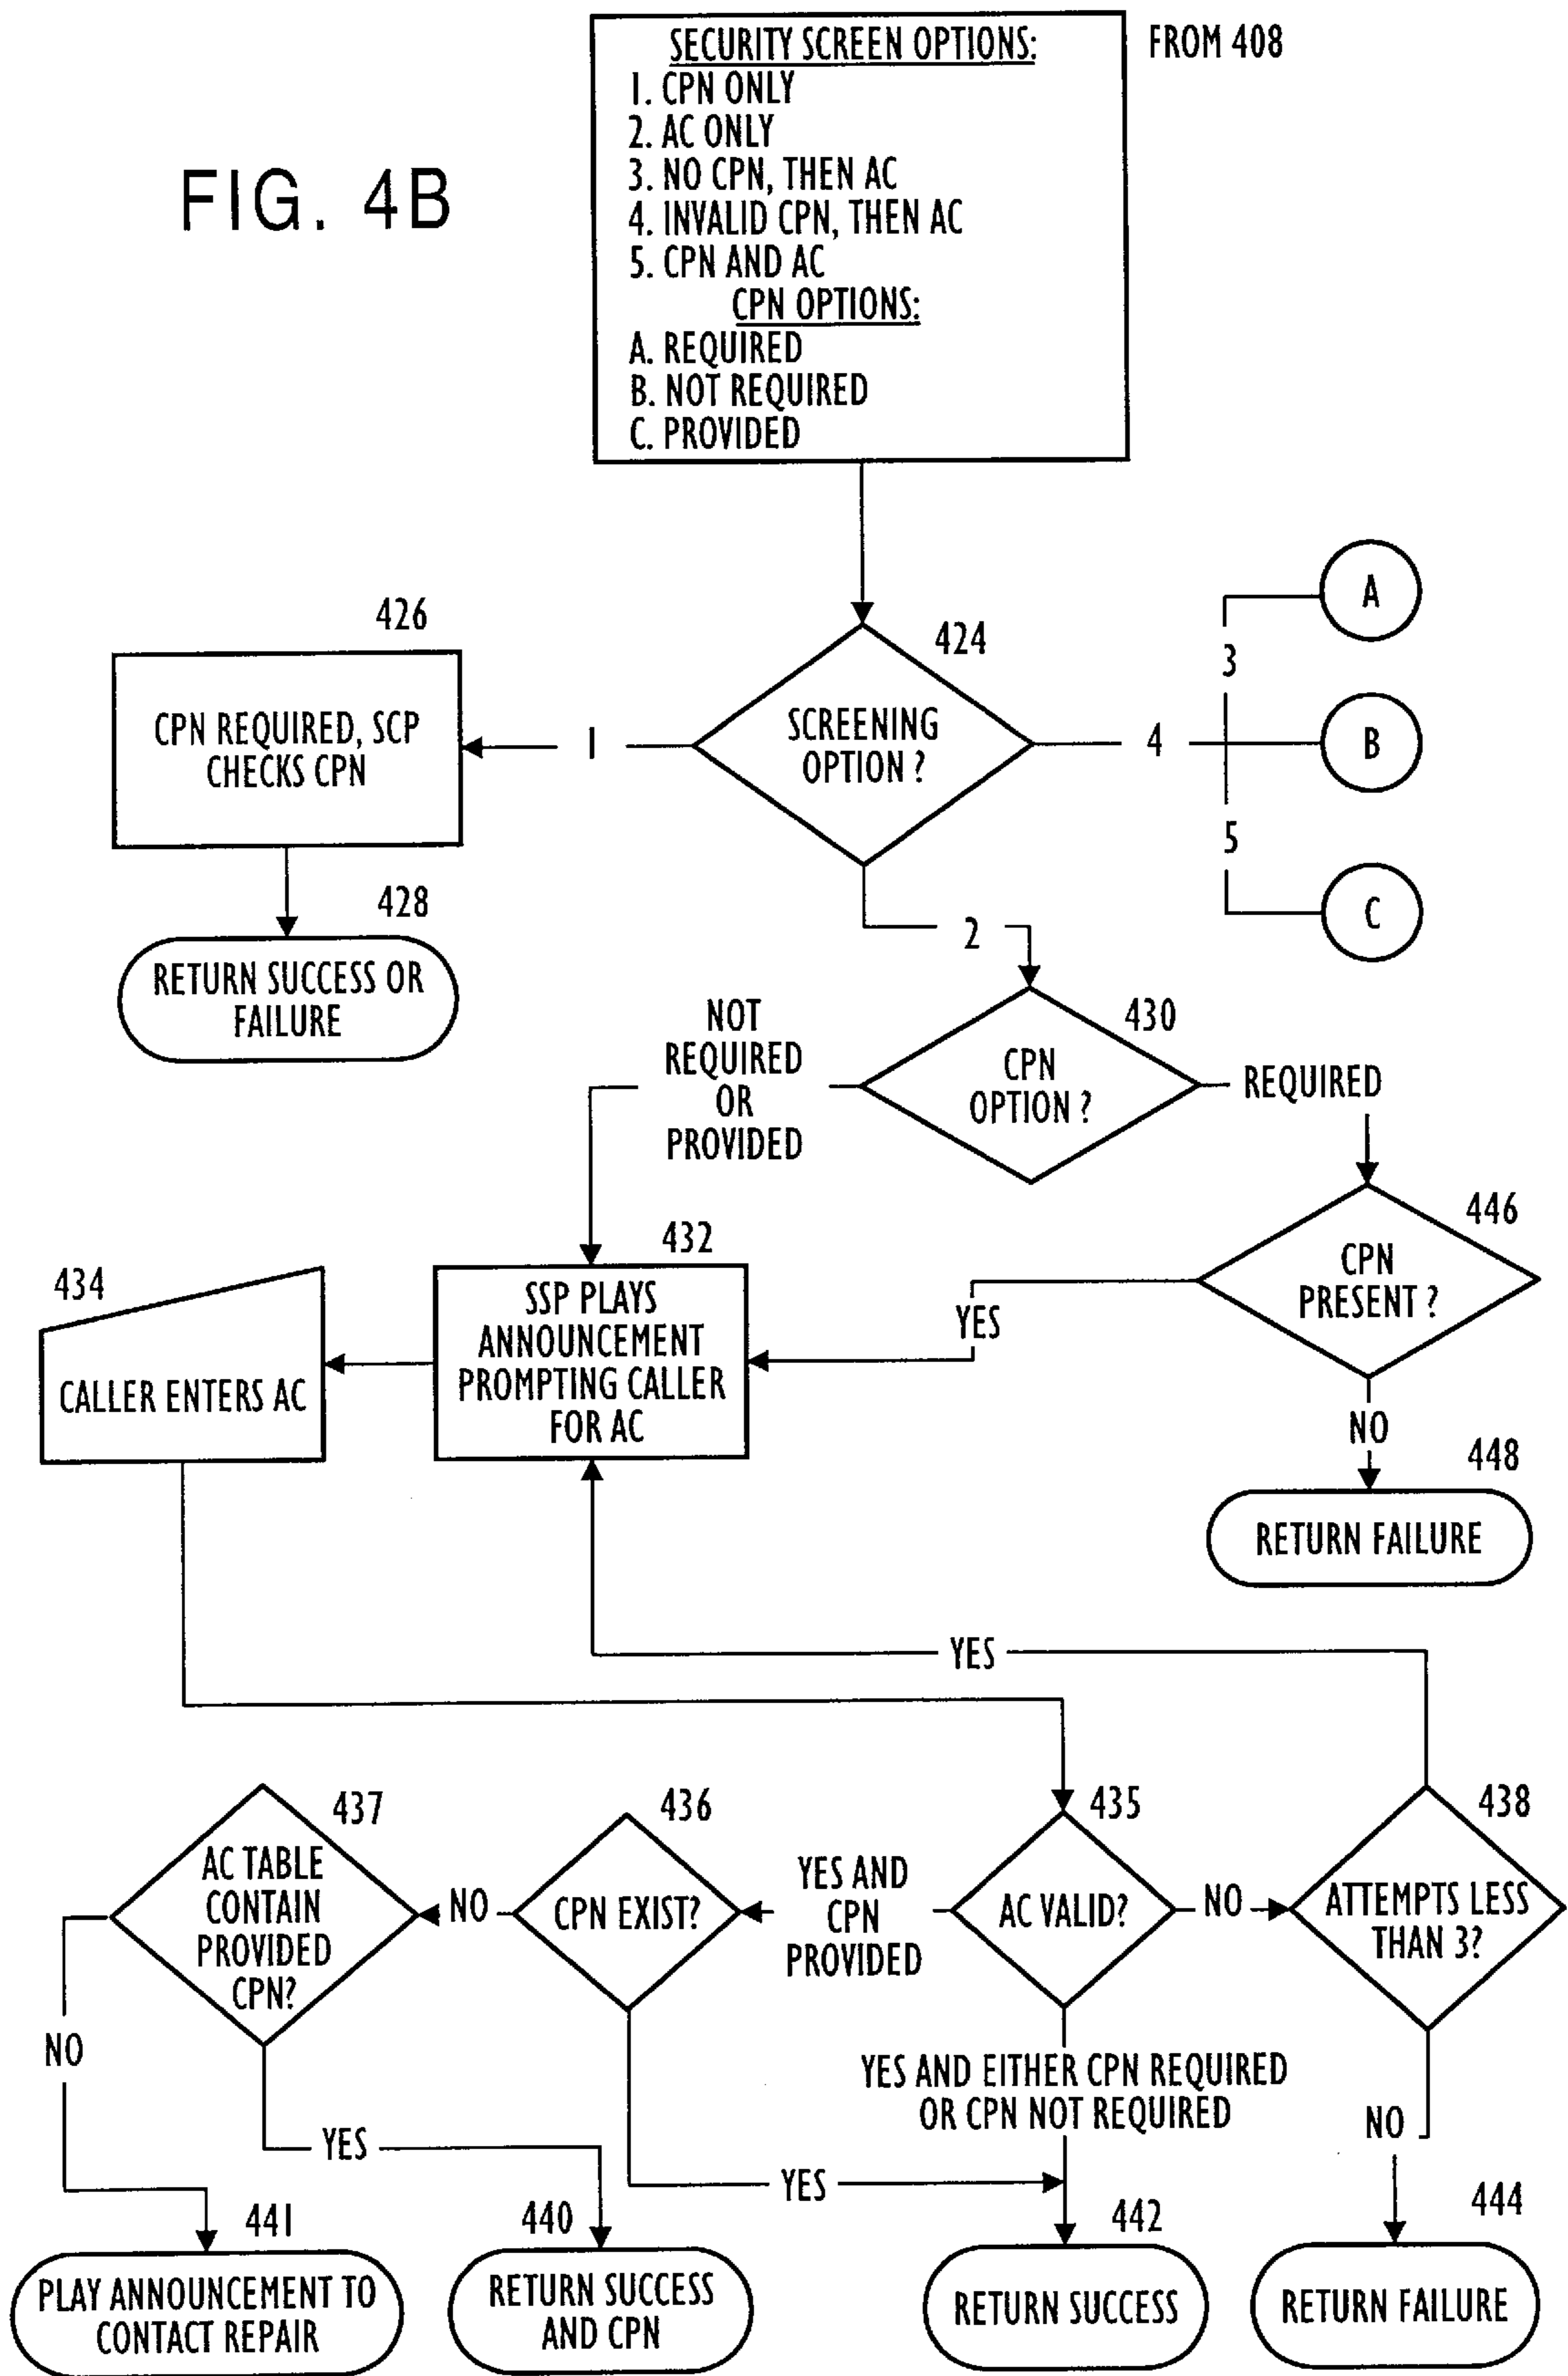 FROM 408
SECURITY SCREEN OPTIONS:
1. CPN ONLY
2. AC ONLY
3. NO CPN, THEN AC
4. INVALID CPN, THEN AC
5. CPN AND AC
CPN OPTIONS:
A. REQUIRED
B. NOT REQUIRED
C. PROVIDED
FIG. 4B
426
CPN REQUIRED, SCP
CHECKS CPN
1
424
SCREENING
OPTION ?
3
4
5
A
B
C
428
RETURN SUCCESS OR
FAILURE
2
430
CPN
OPTION ?
NOT
REQUIRED
OR
PROVIDED
REQUIRED
446
CPN
PRESENT ?
YES
NO
448
RETURN FAILURE
432
SSP PLAYS
ANNOUNCEMENT
PROMPTING CALLER
FOR AC
434
CALLER ENTERS AC
YES
437
AC TABLE
CONTAIN
PROVIDED
CPN?
NO
436
CPN EXIST?
YES AND
CPN
PROVIDED
435
AC VALID?
NO
438
ATTEMPTS LESS
THAN 3?
NO
YES
YES
YES AND EITHER CPN REQUIRED
OR CPN NOT REQUIRED
NO
441
PLAY ANNOUNCEMENT TO
CONTACT REPAIR
440
RETURN SUCCESS
AND CPN
442
RETURN SUCCESS
444
RETURN FAILURE